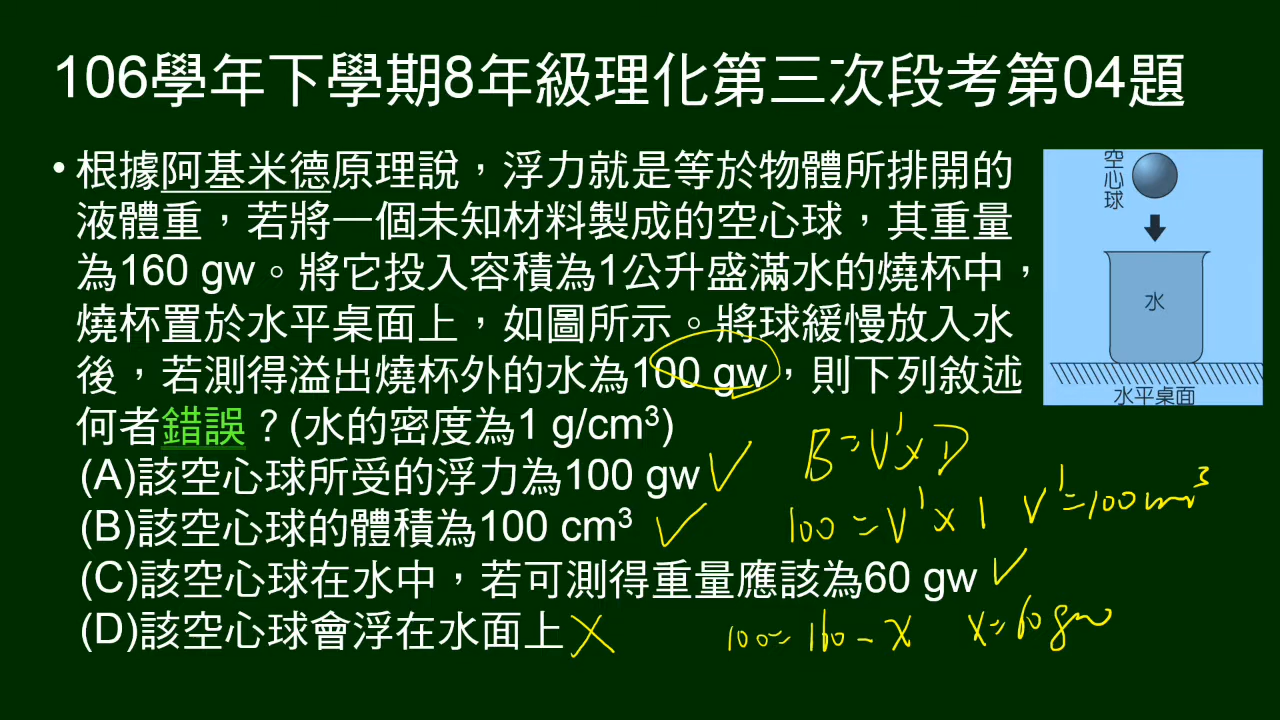 106學年下學期8年級理化第三次段考第04題
•根據阿基米德原理說，浮力就是等於物體所排開的
液體重，若將一個未知材料製成的空心球，其重量
為160 gw。將它投入容積為1公升盛滿水的燒杯中，
燒杯置於水平桌面上，如圖所示。將球緩慢放入水
後，若測得溢出燒杯外的水為100 gw，則下列敘述
何者錯誤？(水的密度為1 g/cm³)
(A)該空心球所受的浮力為100 gw ✓
(B)該空心球的體積為100 cm³ ✓
(C)該空心球在水中，若可測得重量應該為60 gw ✓
(D)該空心球會浮在水面上 X
B=V'×D
100=V'×1 V'=100cm³
100=160-x x=60gw
空心球
水
水平桌面